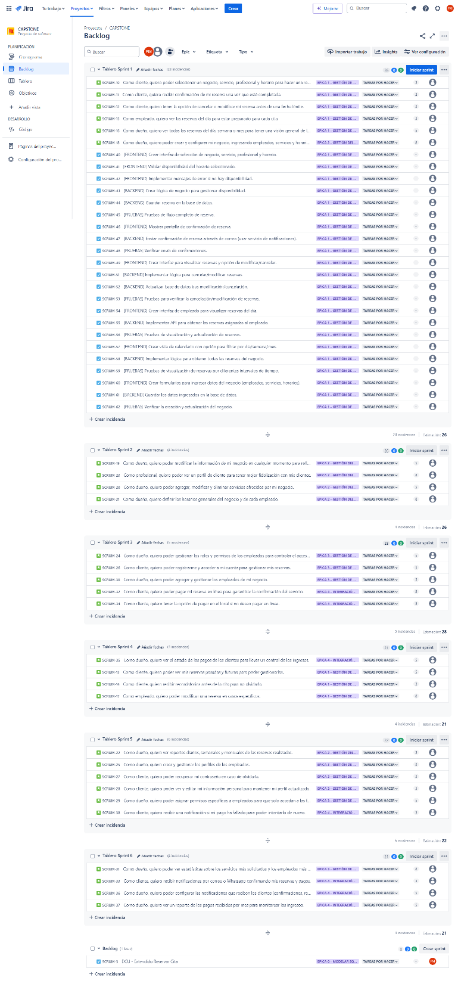 Jira
Tu trabajo
Proyectos
Filtros
Paneles
Equipos
Planes
Aplicaciones
Crear
Mejorar
Buscar
FM
CAPSTONE
Proyecto de software
PLANIFICACIÓN
Cronograma
Backlog
Tablero
Objetivos
Añadir vista
DESARROLLO
Código
Páginas del proyec...
Configuración del pro...
Proyectos / CAPSTONE
Backlog
Buscar
FM
Epic
Etiqueta
Tipo
Importar trabajo
Insights
Ver configuración
Tablero Sprint 1 Añadir fechas (28 incidencias) 26 0 0 Iniciar sprint
SCRUM-10 Como cliente, quiero poder seleccionar un negocio, servicio, profesional y horario para hacer una re... EPICA 1 - GESTIÓN DE ... TAREAS POR HACER 5
SCRUM-11 Como cliente, quiero recibir confirmación de mi reserva una vez que esté completada. EPICA 1 - GESTIÓN DE ... TAREAS POR HACER 2
SCRUM-12 Como cliente, quiero tener la opción de cancelar o modificar mi reserva antes de una fecha límite. EPICA 1 - GESTIÓN DE ... TAREAS POR HACER 3
SCRUM-15 Como empleado, quiero ver las reservas del día para estar preparado para cada cita. EPICA 1 - GESTIÓN DE ... TAREAS POR HACER 3
SCRUM-16 Como dueño, quiero ver todas las reservas del día, semana o mes para tener una visión general de l... EPICA 1 - GESTIÓN DE ... TAREAS POR HACER 5
SCRUM-18 Como dueño, quiero poder crear y configurar mi negocio, ingresando empleados, servicios y horari... EPICA 2 - GESTIÓN DEL ... TAREAS POR HACER 8
SCRUM-40 [FRONTEND] Crear interfaz de selección de negocio, servicio, profesional y horario. EPICA 1 - GESTIÓN DE ... TAREAS POR HACER -
SCRUM-41 [FRONTEND] Validar disponibilidad del horario seleccionado. EPICA 1 - GESTIÓN DE ... TAREAS POR HACER -
SCRUM-42 [FRONTEND] Implementar mensajes de error si no hay disponibilidad. EPICA 1 - GESTIÓN DE ... TAREAS POR HACER
SCRUM-43 [BACKEND] Crear lógica de negocio para gestionar disponibilidad. EPICA 1 - GESTIÓN DE ... TAREAS POR HACER
SCRUM-44 [BACKEND] Guardar reserva en la base de datos. EPICA 1 - GESTIÓN DE ... TAREAS POR HACER -
SCRUM-45 [PRUEBAS] Pruebas de flujo completo de reserva. EPICA 1 - GESTIÓN DE ... TAREAS POR HACER -
SCRUM-46 [FRONTEND] Mostrar pantalla de confirmación de reserva. EPICA 1 - GESTIÓN DE ... TAREAS POR HACER -
SCRUM-47 [BACKEND] Enviar confirmación de reserva a través de correo (usar servicio de notificaciones). EPICA 1 - GESTIÓN DE ... TAREAS POR HACER -
SCRUM-48 [PRUEBAS] Verificar envío de confirmaciones. EPICA 1 - GESTIÓN DE ... TAREAS POR HACER -
SCRUM-49 [FRONTEND] Crear interfaz para visualizar reservas y opción de modificar/cancelar. EPICA 1 - GESTIÓN DE ... TAREAS POR HACER
SCRUM-51 [BACKEND] Implementar lógica para cancelar/modificar reservas. EPICA 1 - GESTIÓN DE ... TAREAS POR HACER
SCRUM-52 [BACKEND] Actualizar base de datos tras modificación/cancelación. EPICA 1 - GESTIÓN DE ... TAREAS POR HACER -
SCRUM-53 [PRUEBAS] Pruebas para verificar la cancelación/modificación de reservas. EPICA 1 - GESTIÓN DE ... TAREAS POR HACER -
SCRUM-54 [FRONTEND] Crear interfaz de empleado para visualizar reservas del día. EPICA 1 - GESTIÓN DE ... TAREAS POR HACER -
SCRUM-55 [BACKEND] Implementar API para obtener las reservas asignadas al empleado. EPICA 1 - GESTIÓN DE ... TAREAS POR HACER -
SCRUM-56 [PRUEBAS] Pruebas de visualización y actualización de reservas. EPICA 1 - GESTIÓN DE ... TAREAS POR HACER -
SCRUM-57 [FRONTEND] Crear vista de calendario con opción para filtrar por día/semana/mes. EPICA 1 - GESTIÓN DE ... TAREAS POR HACER
SCRUM-58 [BACKEND] Implementar lógica para obtener todas las reservas del negocio. EPICA 1 - GESTIÓN DE ... TAREAS POR HACER -
SCRUM-59 [PRUEBAS] Pruebas de visualización de reservas por diferentes intervalos de tiempo. EPICA 1 - GESTIÓN DE ... TAREAS POR HACER -
SCRUM-60 [FRONTEND] Crear formularios para ingresar datos del negocio (empleados, servicios, horarios). EPICA 1 - GESTIÓN DE ... TAREAS POR HACER -
SCRUM-61 [BACKEND] Guardar los datos ingresados en la base de datos. EPICA 1 - GESTIÓN DE ... TAREAS POR HACER -
SCRUM-62 [PRUEBAS] Verificar la creación y actualización del negocio. EPICA 1 - GESTIÓN DE ... TAREAS POR HACER -
Crear incidencia
28 incidencias Estimación: 26
Tablero Sprint 2 Añadir fechas (4 incidencias) 26 0 0 Iniciar sprint
SCRUM-19 Como dueño, quiero poder modificar la información de mi negocio en cualquier momento para refl... EPICA 2 - GESTIÓN DEL ... TAREAS POR HACER 5
SCRUM-23 Como profesional, quiero poder ver un perfil de cliente para tener mejor fidelización con mis clientes. EPICA 2 - GESTIÓN DEL ... TAREAS POR HACER 8
SCRUM-20 Como dueño, quiero poder agregar, modificar y eliminar servicios ofrecidos por mi negocio. EPICA 2 - GESTIÓN DEL ... TAREAS POR HACER 5
SCRUM-21 Como dueño, quiero definir los horarios generales del negocio y de cada empleado. EPICA 2 - GESTIÓN DEL ... TAREAS POR HACER 8
Crear incidencia
4 incidencias Estimación: 26
Tablero Sprint 3 Añadir fechas (5 incidencias) 28 0 0 Iniciar sprint
SCRUM-24 Como dueño, quiero poder gestionar los roles y permisos de los empleados para controlar el acces... EPICA 3 - GESTIÓN DE ... TAREAS POR HACER 5
SCRUM-26 Como cliente, quiero poder registrarme y acceder a mi cuenta para gestionar mis reservas. EPICA 3 - GESTIÓN DE ... TAREAS POR HACER 5
SCRUM-30 Como dueño, quiero poder agregar y gestionar los empleados de mi negocio. EPICA 3 - GESTIÓN DE ... TAREAS POR HACER 5
SCRUM-32 Como cliente, quiero poder pagar mi reserva en línea para garantizar la confirmación del servicio. EPICA 4 - INTEGRACIÓ... TAREAS POR HACER 8
SCRUM-34 Como cliente, quiero tener la opción de pagar en el local si no deseo pagar en línea. EPICA 4 - INTEGRACIÓ... TAREAS POR HACER 5
Crear incidencia
5 incidencias Estimación: 28
Tablero Sprint 4 Añadir fechas (4 incidencias) 21 0 0 Iniciar sprint
SCRUM-35 Como dueño, quiero ver el estado de los pagos de los clientes para llevar un control de los ingresos. EPICA 4 - INTEGRACIÓ... TAREAS POR HACER 5
SCRUM-13 Como cliente, quiero poder ver mis reservas pasadas y futuras para poder gestionarlas. EPICA 1 - GESTIÓN DE ... TAREAS POR HACER 5
SCRUM-14 Como cliente, quiero recibir recordatorios antes de la cita para no olvidarla. EPICA 1 - GESTIÓN DE ... TAREAS POR HACER 3
SCRUM-17 Como empleado, quiero poder modificar una reserva en casos específicos. EPICA 1 - GESTIÓN DE ... TAREAS POR HACER 8
Crear incidencia
4 incidencias Estimación: 21
Tablero Sprint 5 Añadir fechas (6 incidencias) 22 0 0 Iniciar sprint
SCRUM-22 Como dueño, quiero ver reportes diarios, semanales y mensuales de las reservas realizadas. EPICA 2 - GESTIÓN DEL ... TAREAS POR HACER 5
SCRUM-25 Como dueño, quiero crear y gestionar los perfiles de los empleados. EPICA 3 - GESTIÓN DE ... TAREAS POR HACER 3
SCRUM-27 Como cliente, quiero poder recuperar mi contraseña en caso de olvidarla. EPICA 3 - GESTIÓN DE ... TAREAS POR HACER 3
SCRUM-28 Como cliente, quiero poder ver y editar mi información personal para mantener mi perfil actualizado. EPICA 3 - GESTIÓN DE ... TAREAS POR HACER 3
SCRUM-29 Como dueño, quiero poder asignar permisos específicos a empleados para que solo accedan a las f... EPICA 3 - GESTIÓN DE ... TAREAS POR HACER 5
SCRUM-38 Como cliente, quiero recibir una notificación si mi pago ha fallado para poder intentarlo de nuevo. EPICA 4 - INTEGRACIÓ... TAREAS POR HACER 3
Crear incidencia
6 incidencias Estimación: 22
Tablero Sprint 6 Añadir fechas (4 incidencias) 21 0 0 Iniciar sprint
SCRUM-31 Como dueño, quiero poder ver estadísticas sobre los servicios más solicitados y los empleados más ... EPICA 3 - GESTIÓN DE ... TAREAS POR HACER 8
SCRUM-33 Como cliente, quiero recibir notificaciones por correo o Whatsapp confirmando mis reservas y pagos. EPICA 4 - INTEGRACIÓ... TAREAS POR HACER 3
SCRUM-36 Como dueño, quiero poder configurar las notificaciones que reciben los clientes (confirmaciones, re... EPICA 4 - INTEGRACIÓ... TAREAS POR HACER 5
SCRUM-37 Como dueño, quiero ver un reporte de los pagos recibidos por mes para monitorear los ingresos. EPICA 4 - INTEGRACIÓ... TAREAS POR HACER 5
Crear incidencia
4 incidencias Estimación: 21
Backlog (1 issue) 0 0 0 Crear sprint
SCRUM-3 DCU - Extendido Reservar Cita EPICA 0 - MODELAR SO... TAREAS POR HACER - FM
Crear incidencia